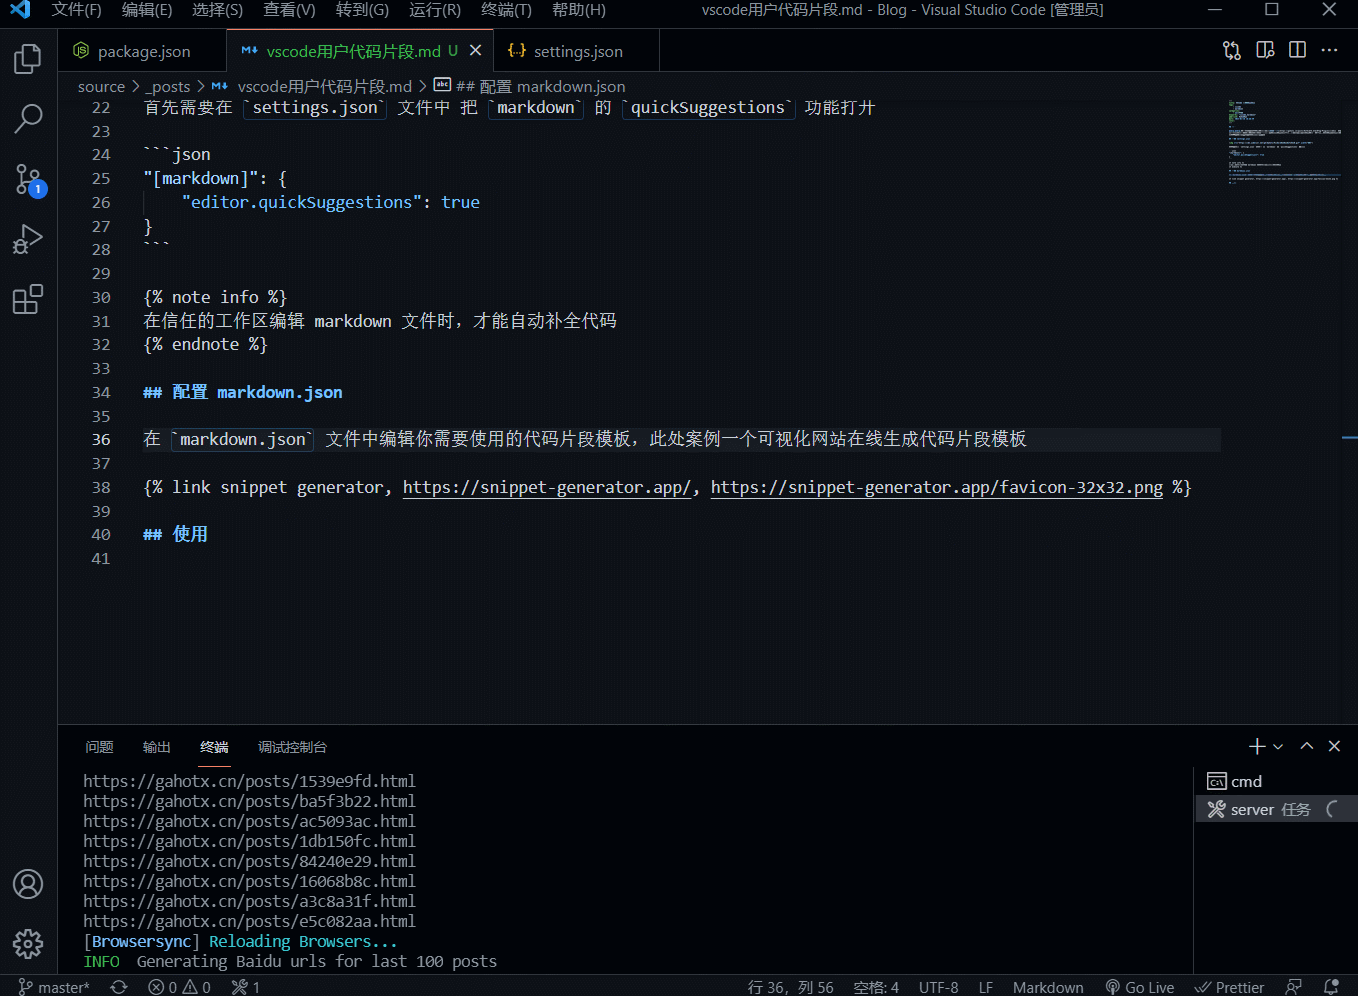 文件(F) 编辑(E) 选择(S) 查看(V) 转到(G) 运行(R) 终端(T) 帮助(H) vscode用户代码片段.md - Blog - Visual Studio Code [管理员]
package.json vscode用户代码片段.md U settings.json
source > _posts > vscode用户代码片段.md > ## 配置 markdown.json
22 首先需要在 `settings.json` 文件中 把 `markdown` 的 `quickSuggestions` 功能打开
23
24 ```json
25 "[markdown]": {
26 "editor.quickSuggestions": true
27 }
28 ```
29
30 {% note info %}
31 在信任的工作区编辑 markdown 文件时，才能自动补全代码
32 {% endnote %}
33
34 ## 配置 markdown.json
35
36 在 `markdown.json` 文件中编辑你需要使用的代码片段模板，此处案例一个可视化网站在线生成代码片段模板
37
38 {% link snippet generator, https://snippet-generator.app/, https://snippet-generator.app/favicon-32x32.png %}
39
40 ## 使用
41
1
问题 输出 终端 调试控制台
https://gahotx.cn/posts/1539e9fd.html
https://gahotx.cn/posts/ba5f3b22.html
https://gahotx.cn/posts/ac5093ac.html
https://gahotx.cn/posts/1db150fc.html
https://gahotx.cn/posts/84240e29.html
https://gahotx.cn/posts/16068b8c.html
https://gahotx.cn/posts/a3c8a31f.html
https://gahotx.cn/posts/e5c082aa.html
[Browsersync] Reloading Browsers...
INFO Generating Baidu urls for last 100 posts
cmd
server 任务
master* 0 0 1 行 36，列 56 空格: 4 UTF-8 LF Markdown Go Live Prettier